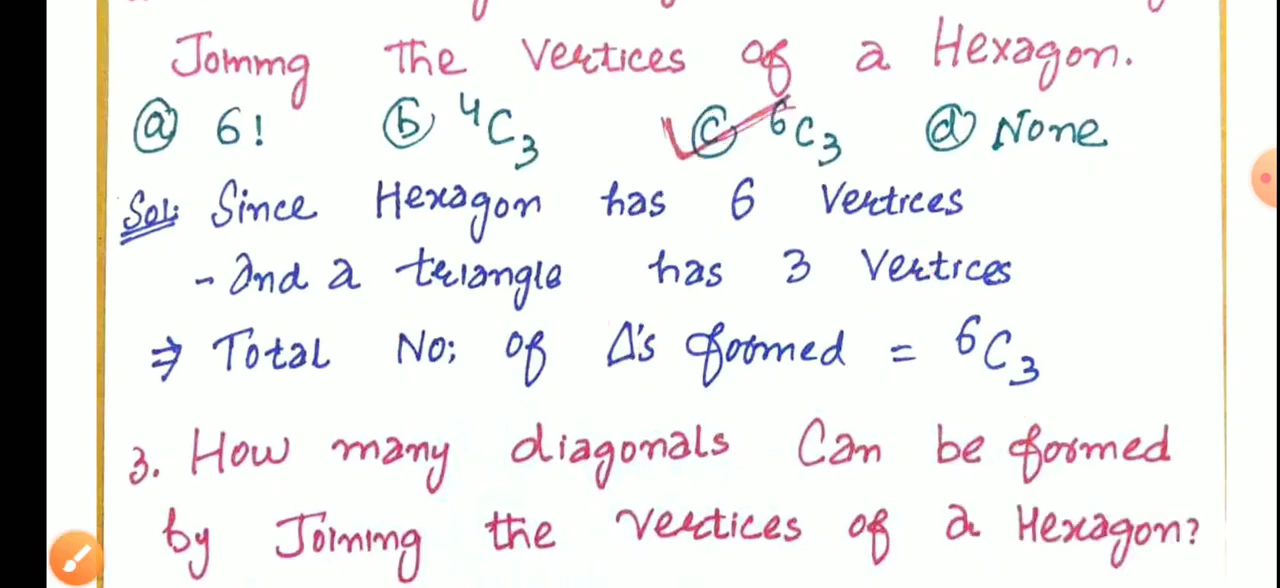 Joining the Vertices of a Hexagon.
ⓐ 6! ⓑ ⁴C₃ ⓒ ⁶C₃ ⓓ None
Sol: Since Hexagon has 6 Vertices
- And a triangle has 3 Vertices
⇒ Total No; of Δ's formed = ⁶C₃
3. How many diagonals Can be formed
by Joining the Vertices of a Hexagon?